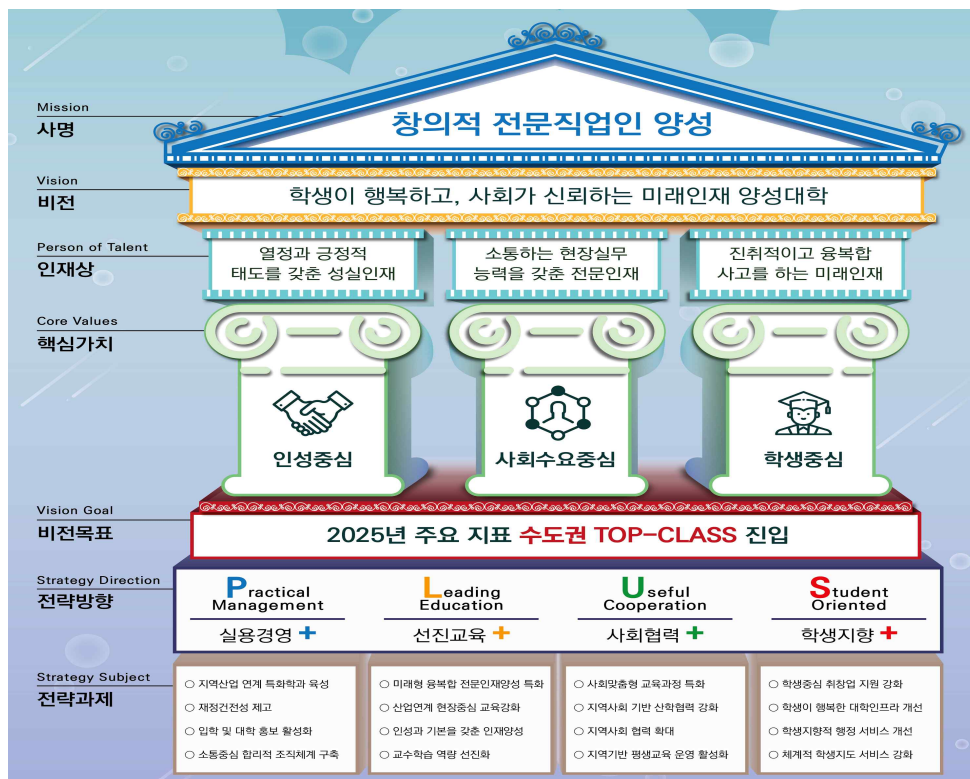 Mission
사명
창의적 전문직업인 양성
Vision
비전
학생이 행복하고, 사회가 신뢰하는 미래인재 양성대학
Person of Talent
인재상
열정과 긍정적
태도를 갖춘 성실인재
소통하는 현장실무
능력을 갖춘 전문인재
진취적이고 융복합
사고를 하는 미래인재
Core Values
핵심가치
인성중심
사회수요중심
학생중심
Vision Goal
비전목표
2025년 주요 지표 수도권 TOP-CLASS 진입
Strategy Direction
전략방향
Practical
Management
실용경영 +
Leading
Education
선진교육 +
Useful
Cooperation
사회협력 +
Student
Oriented
학생지향 +
Strategy Subject
전략과제
○ 지역산업 연계 특화학과 육성
○ 재정건전성 제고
○ 입학 및 대학 홍보 활성화
○ 소통중심 합리적 조직체계 구축
○ 미래형 융복합 전문인재양성 특화
○ 산업연계 현장중심 교육강화
○ 인성과 기본을 갖춘 인재양성
○ 교수학습 역량 선진화
○ 사회맞춤형 교육과정 특화
○ 지역사회 기반 산학협력 강화
○ 지역사회 협력 확대
○ 지역기반 평생교육 운영 활성화
○ 학생중심 취창업 지원 강화
○ 학생이 행복한 대학인프라 개선
○ 학생지향적 행정 서비스 개선
○ 체계적 학생지도 서비스 강화